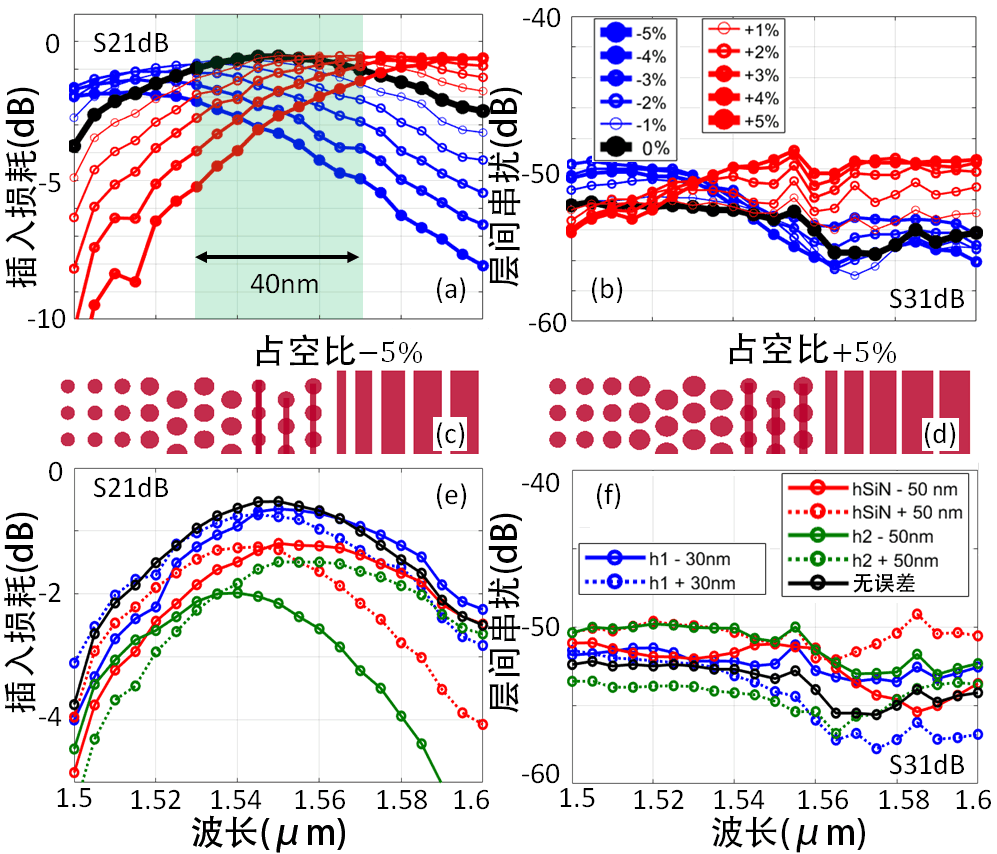 S21dB
0
-5
-10
插入损耗(dB)
40nm
(a)
-40
-50
-60
层间串扰(dB)
-5%
-4%
-3%
-2%
-1%
0%
+1%
+2%
+3%
+4%
+5%
(b)
S31dB
占空比−5%
占空比+5%
(c)
(d)
S21dB
(e)
0
-2
-4
插入损耗(dB)
1.5
1.52
1.54
1.56
1.58
1.6
波长(μm)
(f)
-40
-50
-60
层间串扰(dB)
h1 - 30nm
h1 + 30nm
hSiN - 50 nm
hSiN + 50 nm
h2 - 50nm
h2 + 50nm
无误差
S31dB
1.5
1.52
1.54
1.56
1.58
1.6
波长(μm)